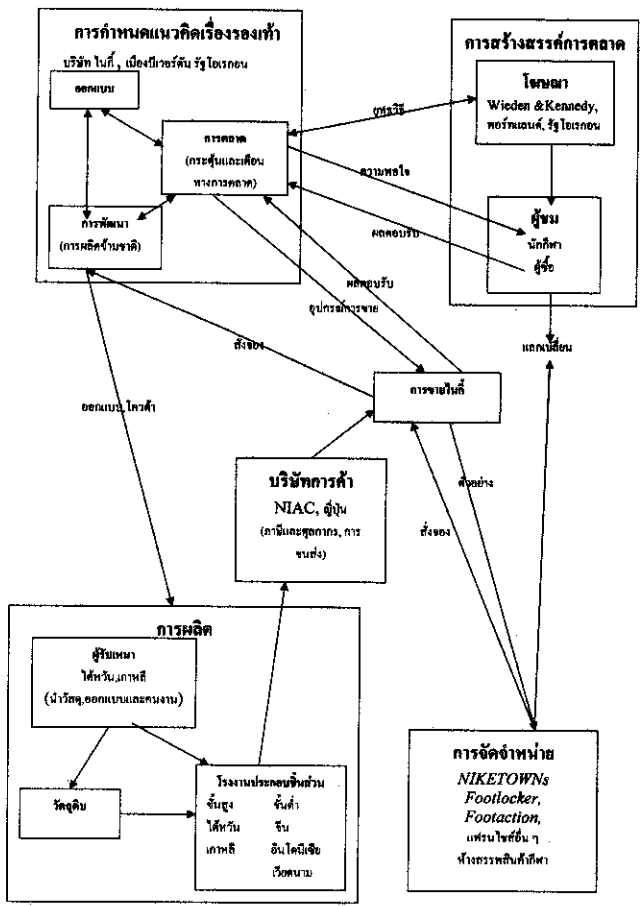 การกำหนดแนวคิดเรื่องรองเท้า
บริษัท ไนกี้, เมืองบีเวอร์ตัน รัฐโอเรกอน
ออกแบบ
การตลาด
(กระตุ้นและเตือน
ทางการตลาด)
การพัฒนา
(การผลิตข้ามชาติ)
การสร้างสรรค์การตลาด
โฆษณา
Wieden &Kennedy,
พอร์ทแลนด์, รัฐโอเรกอน
ผู้ชม
นักกีฬา
ผู้ซื้อ
ยุทธวิธี
ความพอใจ
ผลตอบรับ
ผลตอบรับ
อุปกรณ์การขาย
สั่งของ
แลกเปลี่ยน
การขายไนกี้
ออกแบบ,โควต้า
บริษัทการค้า
NIAC, ญี่ปุ่น
(ภาษีและศุลกากร, การ
ขนส่ง)
ตัวอย่าง
สั่งของ
การผลิต
ผู้รับเหมา
ไต้หวัน,เกาหลี
(นำวัสดุ,ออกแบบและคนงาน)
วัตถุดิบ
โรงงานประกอบชิ้นส่วน
ชั้นสูง ชั้นต่ำ
ไต้หวัน จีน
เกาหลี อินโดนีเซีย
เวียดนาม
การจัดจำหน่าย
NIKETOWNs
Footlocker,
Footaction,
แฟรนไชส์อื่น ๆ
ห้างสรรพสินค้ากีฬา